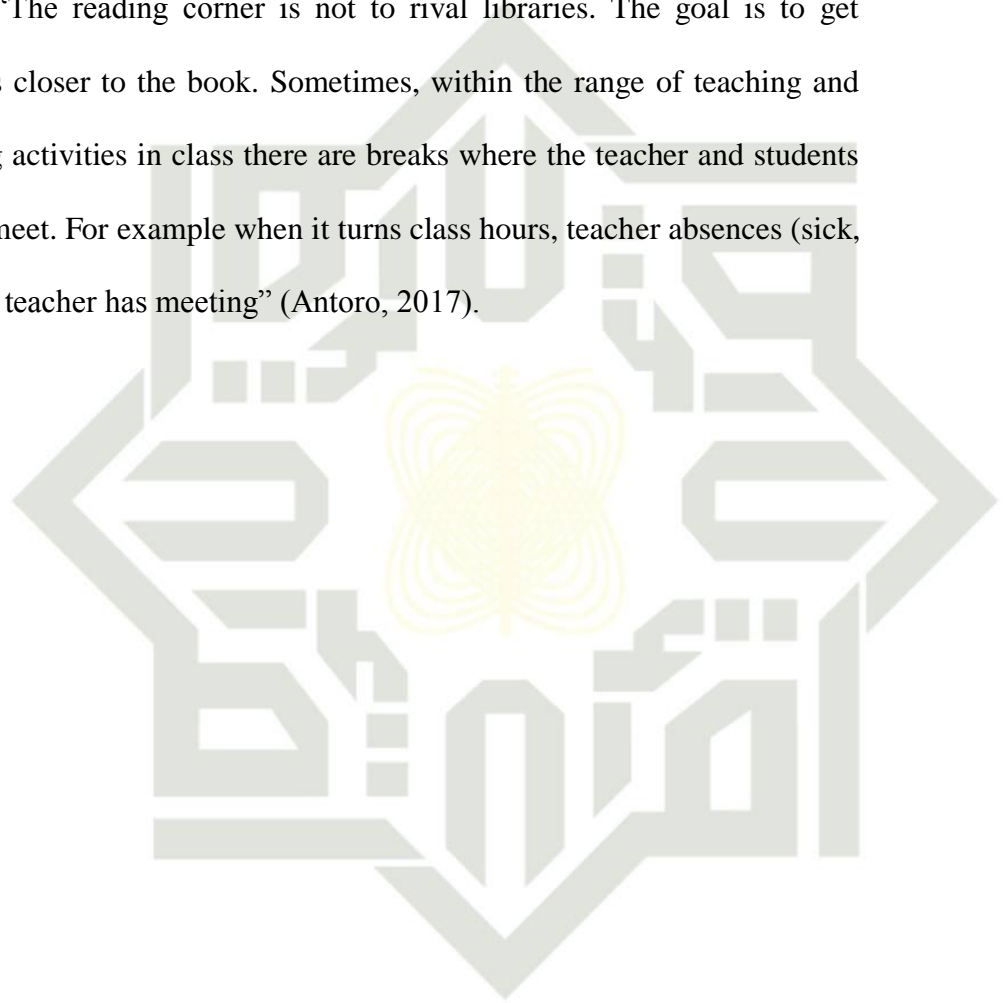 “The reading corner is not to rival libraries. The goal is to get
s closer to the book. Sometimes, within the range of teaching and
g activities in class there are breaks where the teacher and students
meet. For example when it turns class hours, teacher absences (sick,
teacher has meeting” (Antoro, 2017).